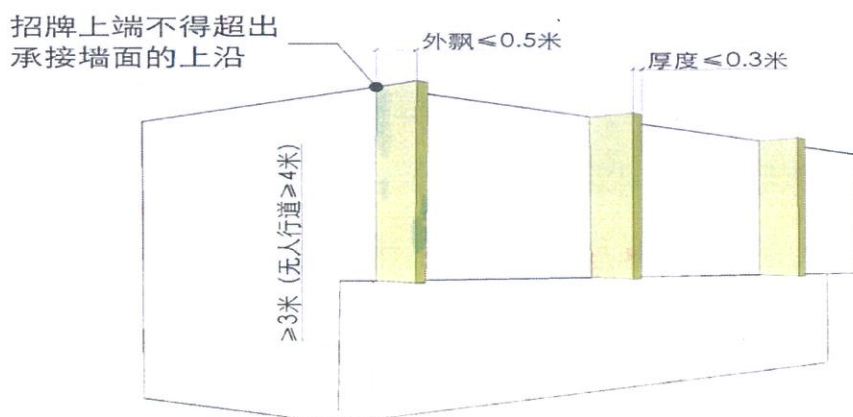 招牌上端不得超出
承接墙面的上沿
外飘≤0.5米
厚度≤0.3米
≥3米（无人行道≥4米）